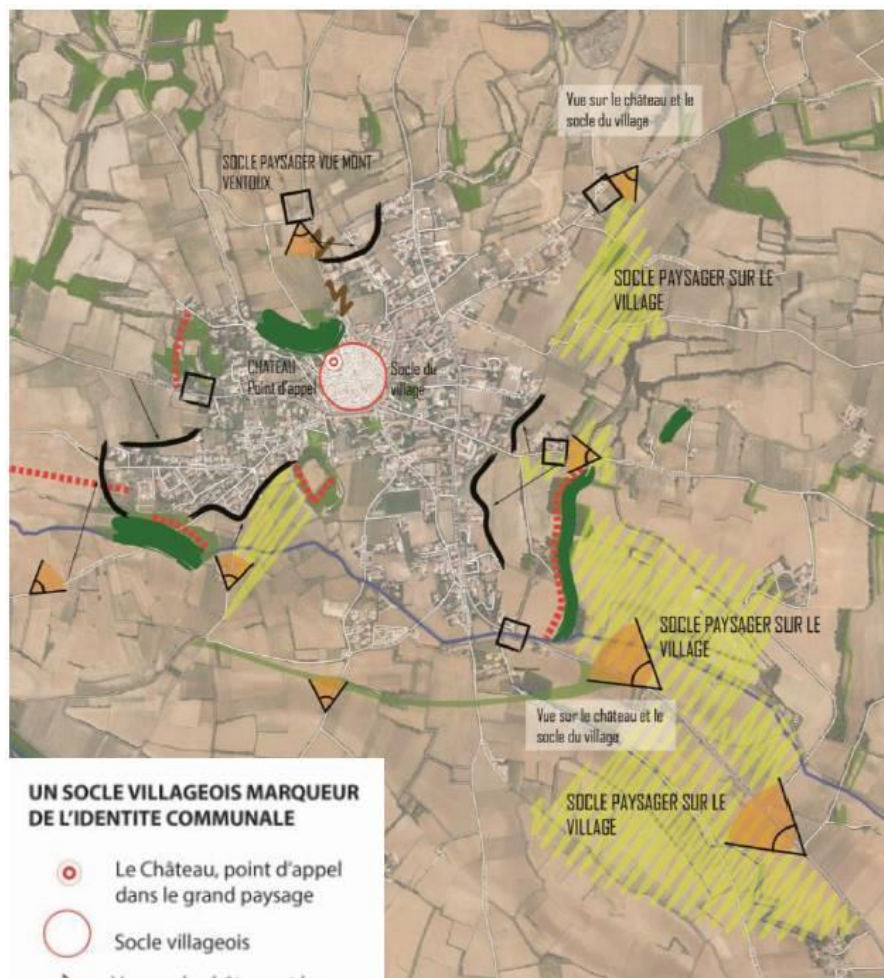 Vue sur le château et le
socle du village
SOCLE PAYSAGER VUE MONT
VENTOUX
SOCLE PAYSAGER SUR LE
VILLAGE
CHATEAU
Point d'appel
Socle du
village
SOCLE PAYSAGER SUR LE
VILLAGE
Vue sur le château et le
socle du village
SOCLE PAYSAGER SUR LE
VILLAGE
UN SOCLE VILLAGEOIS MARQUEUR
DE L'IDENTITE COMMUNALE
Le Château, point d'appel
dans le grand paysage
Socle villageois